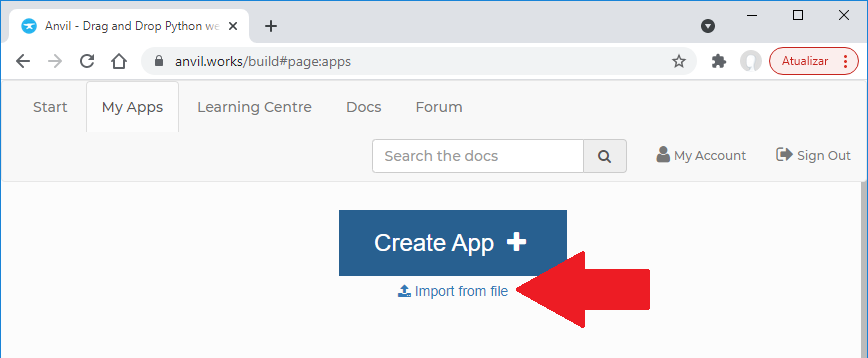 Anvil - Drag and Drop Python we
anvil.works/build#page:apps
Atualizar
Start My Apps Learning Centre Docs Forum
Search the docs My Account Sign Out
Create App
Import from file